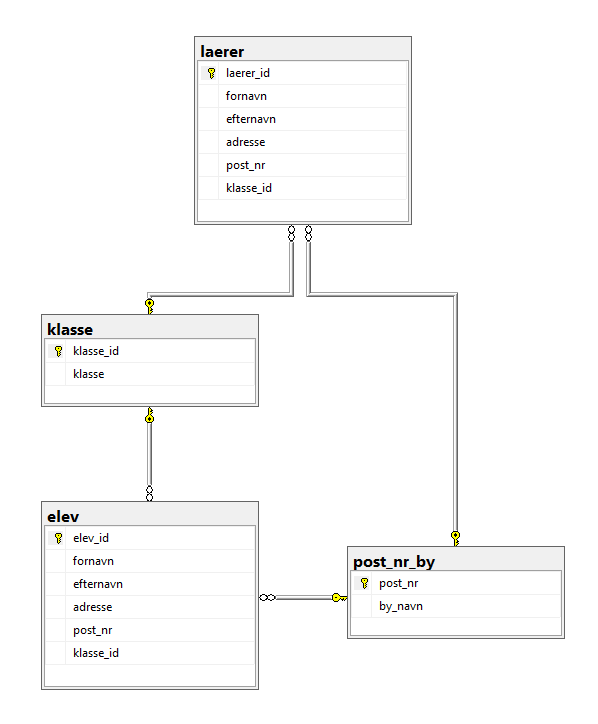 laerer
laerer_id
fornavn
efternavn
adresse
post_nr
klasse_id
klasse
klasse_id
klasse
elev
elev_id
fornavn
efternavn
adresse
post_nr
klasse_id
post_nr_by
post_nr
by_navn